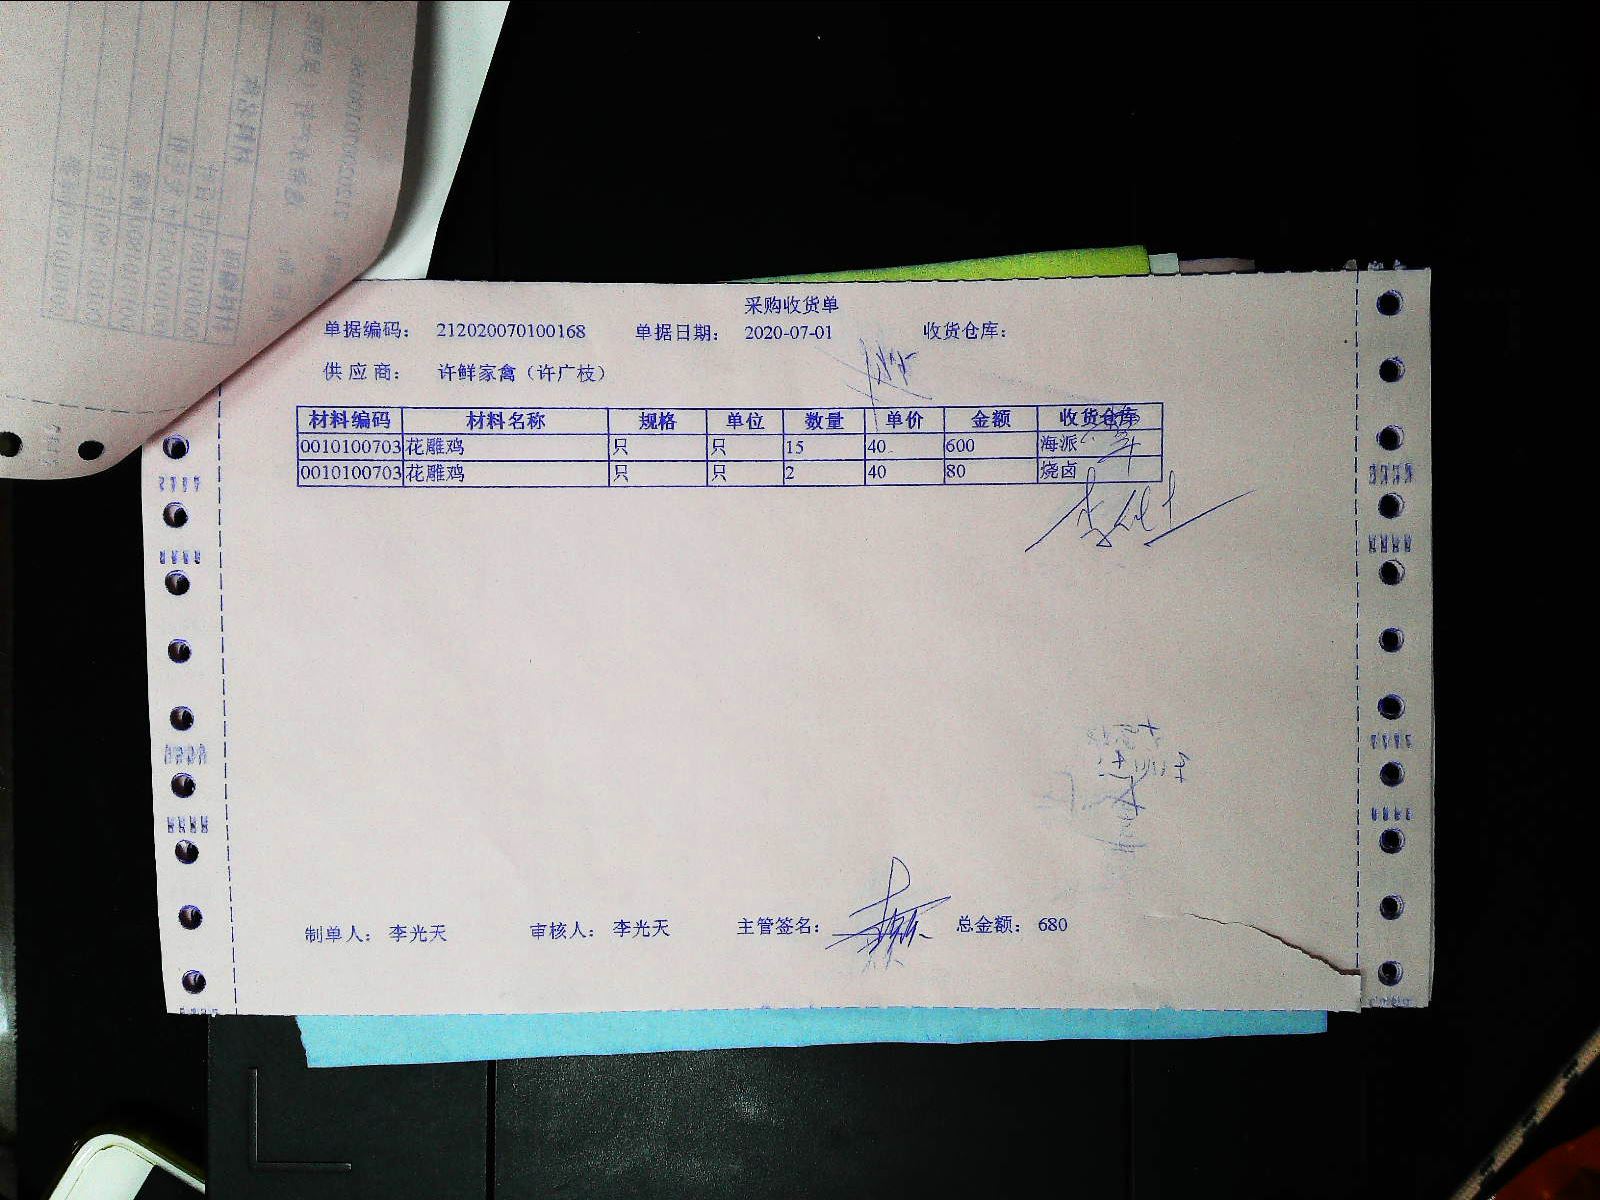 采购收货单
单据编码： 212020070100168 单据日期： 2020-07-01 收货仓库：
供应商： 许鲜家禽（许广枝）
材料编码 材料名称 规格 单位 数量 单价 金额 收货仓库
0010100703 花雕鸡 只 只 15 40 600 海派
0010100703 花雕鸡 只 只 2 40 80 烧卤
制单人： 李光天 审核人： 李光天 主管签名： 总金额： 680